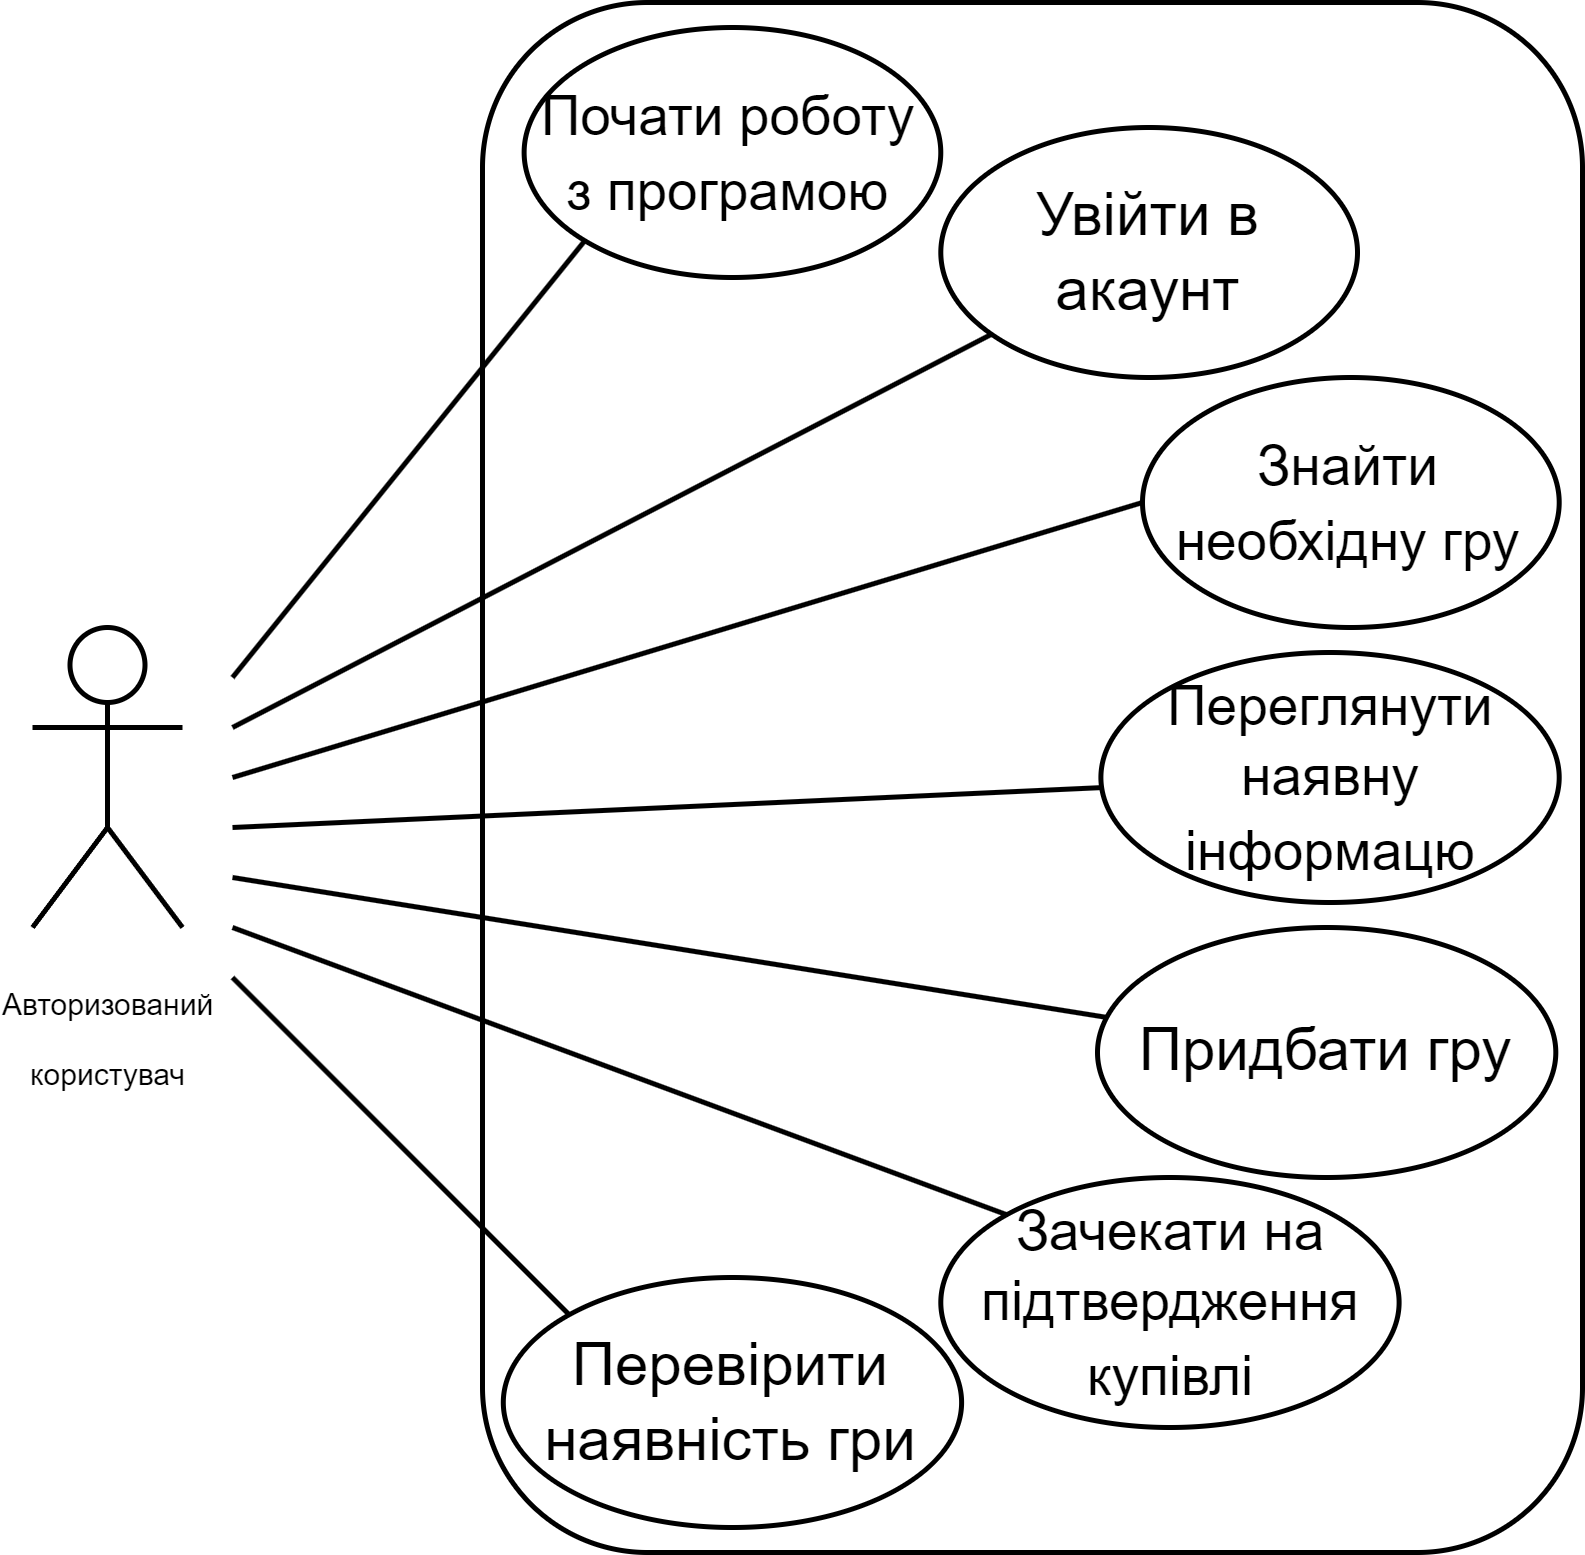 Почати роботу
з програмою
Увійти в
акаунт
Знайти
необхідну гру
Переглянути
наявну
інформацю
Авторизований
користувач
Придбати гру
Зачекати на
підтвердження
купівлі
Перевірити
наявність гри